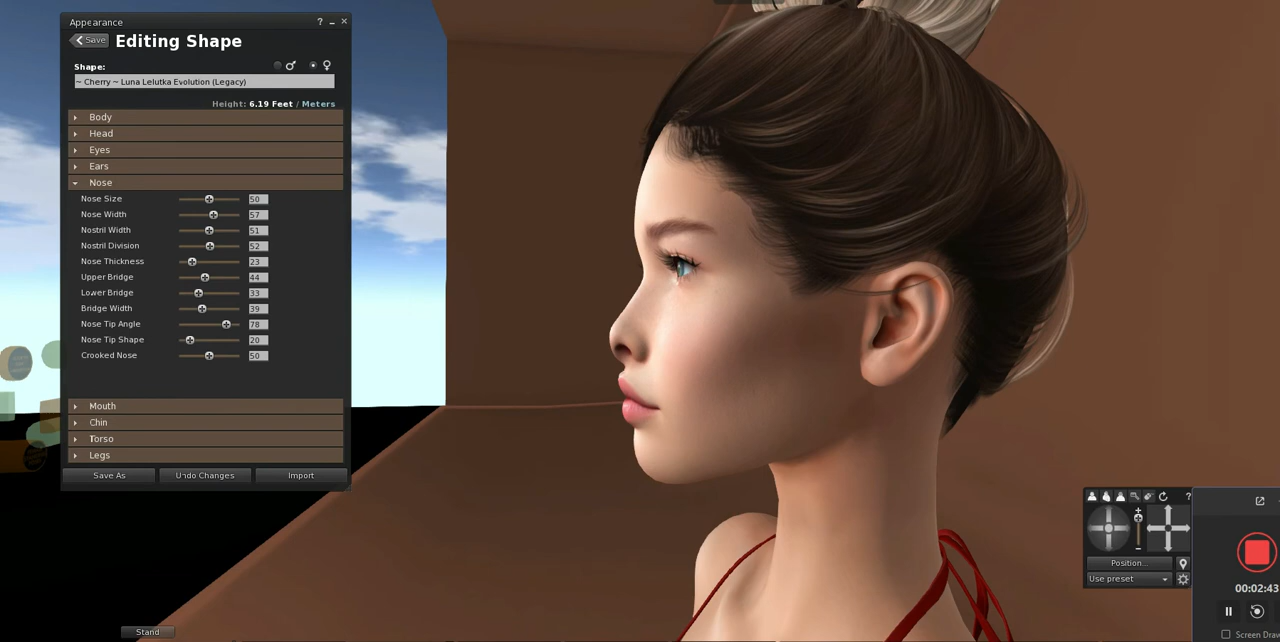 Appearance
? _ ×
Save
Editing Shape
Shape:
~ Cherry ~ Luna Lelutka Evolution (Legacy)
Height: 6.19 Feet / Meters
Body
Head
Eyes
Ears
Nose
Nose Size 50
Nose Width 57
Nostril Width 51
Nostril Division 52
Nose Thickness 23
Upper Bridge 44
Lower Bridge 33
Bridge Width 39
Nose Tip Angle 78
Nose Tip Shape 20
Crooked Nose 50
Mouth
Chin
Torso
Legs
Save As
Undo Changes
Import
Stand
?
Position...
Use preset
00:02:43
Screen Draw